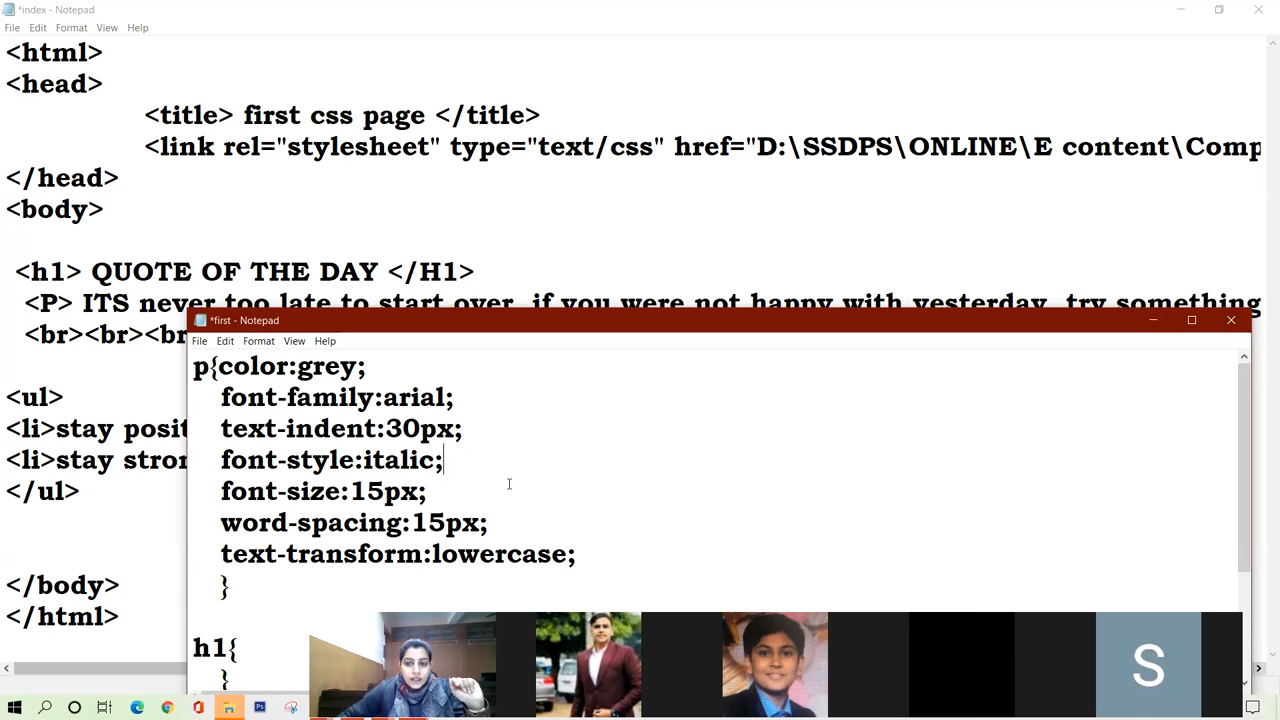 *index - Notepad
File Edit Format View Help
<html>
<head>
<title> first css page </title>
<link rel="stylesheet" type="text/css" href="D:\SSDPS\ONLINE\E content\Comp
</head>
<body>
<h1> QUOTE OF THE DAY </H1>
<P> ITS never too late to start over, if you were not happy with yesterday, try something
<br><br><br
<ul>
<li>stay posit
<li>stay stron
</ul>
</body>
</html>
*first - Notepad
File Edit Format View Help
p{color:grey;
font-family:arial;
text-indent:30px;
font-style:italic;
font-size:15px;
word-spacing:15px;
text-transform:lowercase;
}
h1{
}
S